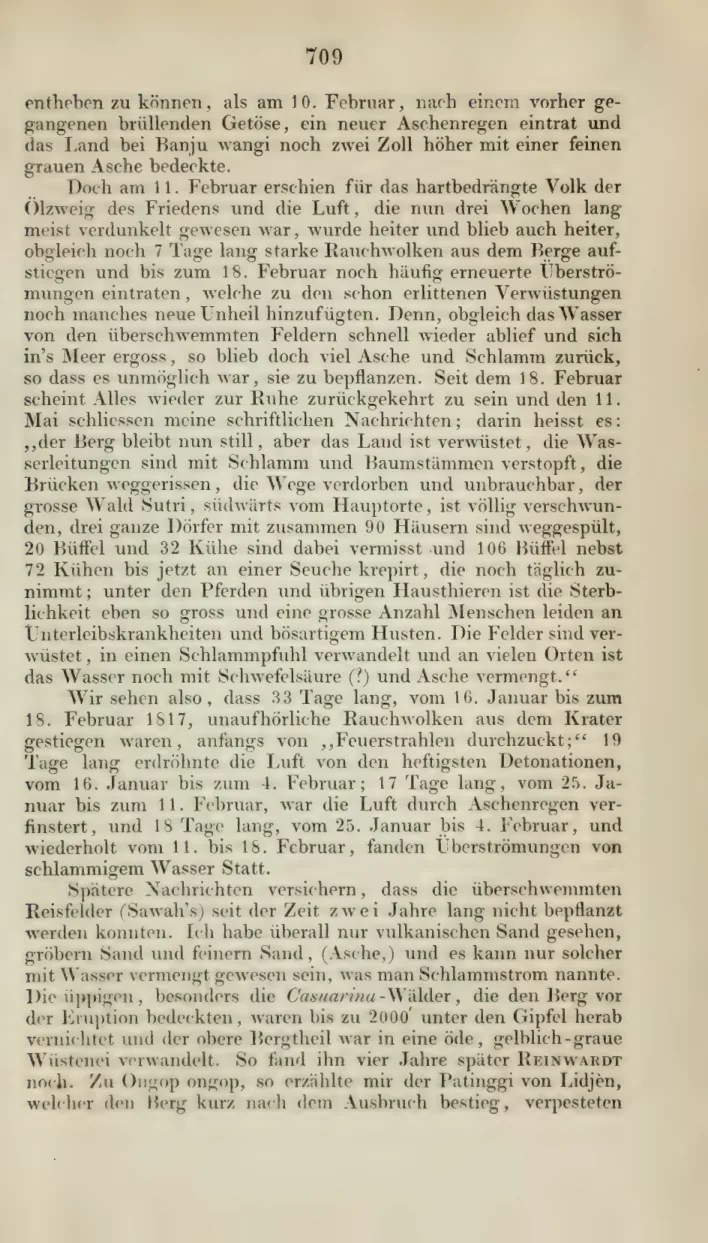 709
entheben zu können, als am 10. Februar, nach einem vorher ge-
gangenen brüllenden Getöse, ein neuer Aschenregen eintrat und
das Land bei Banju wangi noch zwei Zoll höher mit einer feinen
grauen Asche bedeckte.
Doch am 11. Februar erschien für das hartbedrängte Volk der
Ölzweig des Friedens und die Luft, die nun drei Wochen lang
meist verdunkelt gewesen war, wurde heiter und blieb auch heiter,
obgleich noch 7 Tage lang starke Rauchwolken aus dem Berge auf-
stiegen und bis zum 18. Februar noch häufig erneuerte Überströ-
mungen eintraten, welche zu den schon erlittenen Verwüstungen
noch manches neue Unheil hinzufügten. Denn, obgleich das Wasser
von den überschwemmten Feldern schnell wieder ablief und sich
in's Meer ergoss, so blieb doch viel Asche und Schlamm zurück,
so dass es unmöglich war, sie zu bepflanzen. Seit dem 18. Februar
scheint Alles wieder zur Ruhe zurückgekehrt zu sein und den 11.
Mai schliessen meine schriftlichen Nachrichten; darin heisst es:
,,der Berg bleibt nun still, aber das Land ist verwüstet, die Was-
serleitungen sind mit Schlamm und Baumstämmen verstopft, die
Brücken weggerissen, die Wege verdorben und unbrauchbar, der
grosse Wald Sutri, südwärts vom Hauptorte, ist völlig verschwun-
den, drei ganze Dörfer mit zusammen 90 Häusern sind weggespült,
20 Büffel und 32 Kühe sind dabei vermisst und 106 Büffel nebst
72 Kühen bis jetzt an einer Seuche krepirt, die noch täglich zu-
nimmt; unter den Pferden und übrigen Hausthieren ist die Sterb-
lichkeit eben so gross und eine grosse Anzahl Menschen leiden an
Unterleibskrankheiten und bösartigem Husten. Die Felder sind ver-
wüstet, in einen Schlammpfuhl verwandelt und an vielen Orten ist
das Wasser noch mit Schwefelsäure (?) und Asche vermengt.“
Wir sehen also, dass 33 Tage lang, vom 16. Januar bis zum
18. Februar 1817, unaufhörliche Rauchwolken aus dem Krater
gestiegen waren, anfangs von ,,Feuerstrahlen durchzuckt;“ 19
Tage lang erdröhnte die Luft von den heftigsten Detonationen,
vom 16. Januar bis zum 4. Februar; 17 Tage lang, vom 25. Ja-
nuar bis zum 11. Februar, war die Luft durch Aschenregen ver-
finstert, und 18 Tage lang, vom 25. Januar bis 4. Februar, und
wiederholt vom 11. bis 18. Februar, fanden Überströmungen von
schlammigem Wasser Statt.
Spätere Nachrichten versichern, dass die überschwemmten
Reisfelder (Sawah's) seit der Zeit zwei Jahre lang nicht bepflanzt
werden konnten. Ich habe überall nur vulkanischen Sand gesehen,
gröbern Sand und feinern Sand, (Asche,) und es kann nur solcher
mit Wasser vermengt gewesen sein, was man Schlammstrom nannte.
Die üppigen, besonders die Casuarina-Wälder, die den Berg vor
der Eruption bedeckten, waren bis zu 2000' unter den Gipfel herab
vernichtet und der obere Bergtheil war in eine öde, gelblich-graue
Wüstenei verwandelt. So fand ihn vier Jahre später REINWARDT
noch. Zu Ongop ongop, so erzählte mir der Patinggi von Lidjèn,
welcher den Berg kurz nach dem Ausbruch bestieg, verpesteten